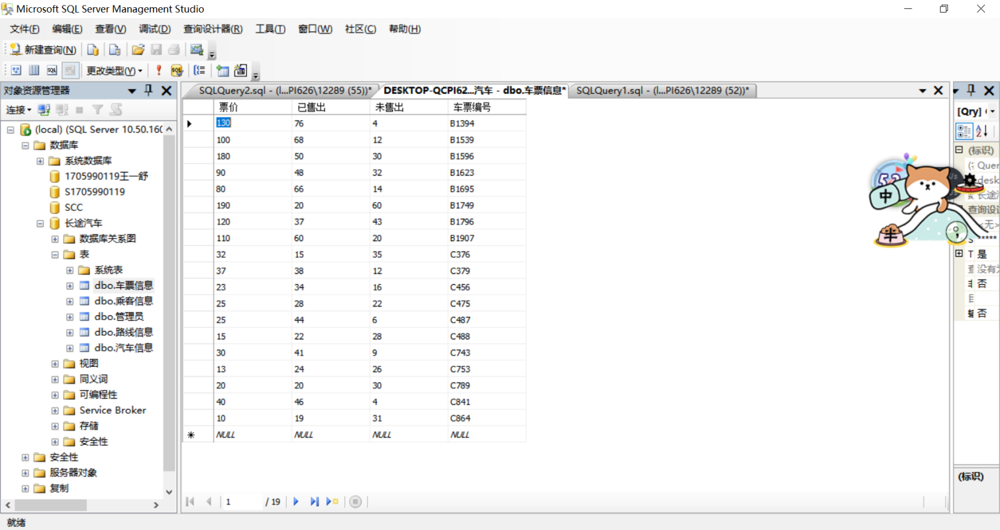 Microsoft SQL Server Management Studio
文件(F) 编辑(E) 查看(V) 调试(D) 查询设计器(R) 工具(T) 窗口(W) 社区(C) 帮助(H)
新建查询(N)
更改类型(Y)
对象资源管理器
连接
(local) (SQL Server 10.50.160
数据库
系统数据库
1705990119王一舒
S1705990119
SCC
长途汽车
数据库关系图
表
系统表
dbo.车票信息
dbo.乘客信息
dbo.管理员
dbo.路线信息
dbo.汽车信息
视图
同义词
可编程性
Service Broker
存储
安全性
安全性
服务器对象
复制
SQLQuery2.sql - (l...PI626\12289 (55))* DESKTOP-QCPI62...汽车 - dbo.车票信息* SQLQuery1.sql - (l...PI626\12289 (52))*
票价 已售出 未售出 车票编号
130 76 4 B1394
100 68 12 B1539
180 50 30 B1596
90 48 32 B1623
80 66 14 B1695
190 20 60 B1749
120 37 43 B1796
110 60 20 B1907
32 15 35 C376
37 38 12 C379
23 34 16 C456
25 28 22 C475
25 44 6 C487
15 22 28 C488
30 41 9 C743
13 24 26 C753
20 20 30 C789
40 46 4 C841
10 19 31 C864
NULL NULL NULL NULL
1 / 19
[Qry]
(标识)
Quer
desk
长途
查询设
<无>
*****
T 是
没有
否
否
(标识)
中
半
就绪